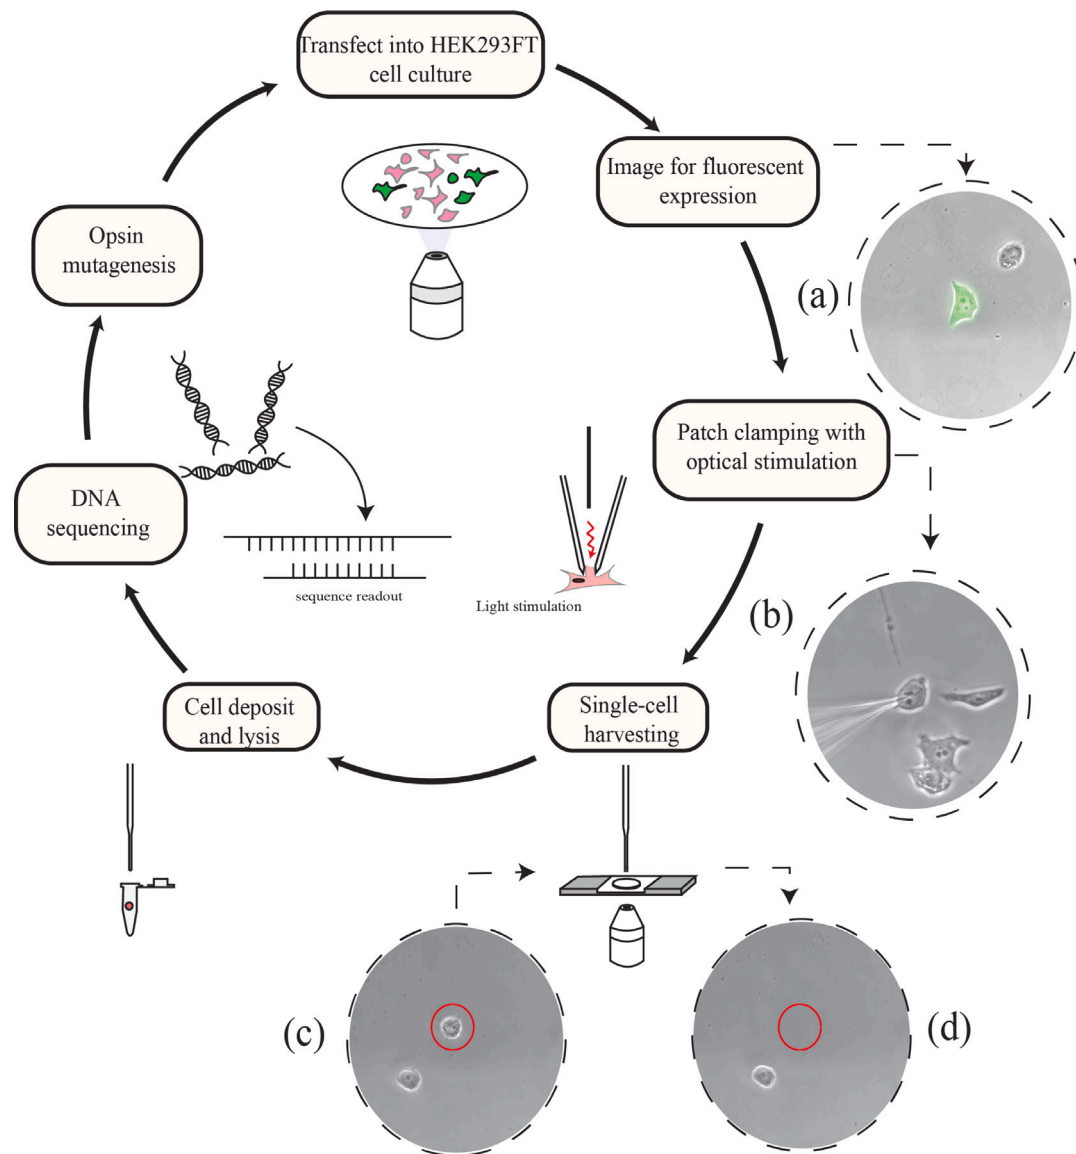 Transfect into HEK293FT
cell culture
Image for fluorescent
expression
(a)
Opsin
mutagenesis
Patch clamping with
optical stimulation
DNA
sequencing
sequence readout
Light stimulation
(b)
Cell deposit
and lysis
Single-cell
harvesting
(c)
(d)